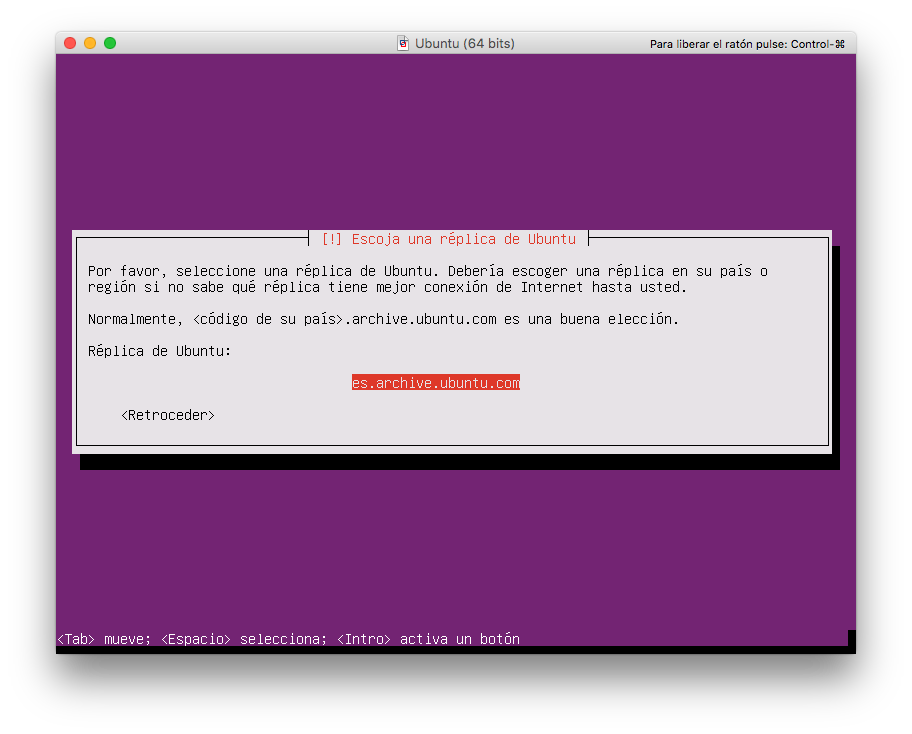 Ubuntu (64 bits)
Para liberar el ratón pulse: Control-⌘
[!] Escoja una réplica de Ubuntu
Por favor, seleccione una réplica de Ubuntu. Debería escoger una réplica en su país o
región si no sabe qué réplica tiene mejor conexión de Internet hasta usted.
Normalmente, <código de su país>.archive.ubuntu.com es una buena elección.
Réplica de Ubuntu:
es.archive.ubuntu.com
<Retroceder>
<Tab> mueve; <Espacio> selecciona; <Intro> activa un botón